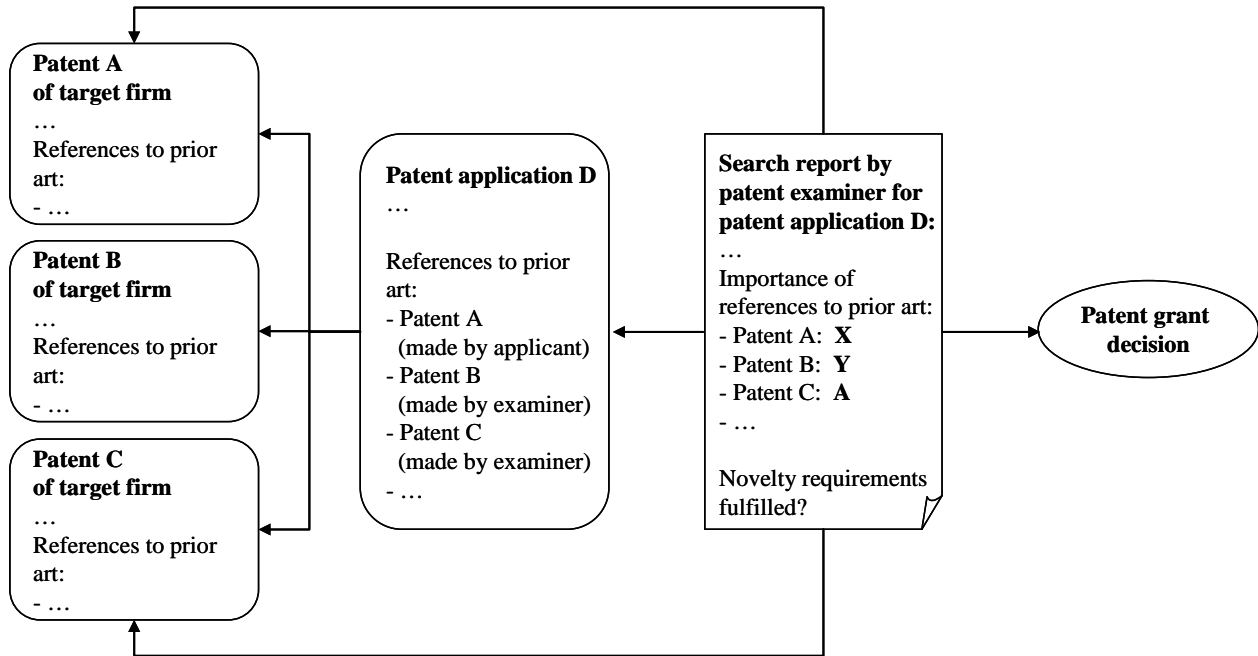 Patent A
of target firm
…
References to prior
art:
- …
Patent B
of target firm
…
References to prior
art:
- …
Patent C
of target firm
…
References to prior
art:
- …
Patent application D
…
References to prior
art:
- Patent A
(made by applicant)
- Patent B
(made by examiner)
- Patent C
(made by examiner)
- …
Search report by
patent examiner for
patent application D:
…
Importance of
references to prior art:
- Patent A: X
- Patent B: Y
- Patent C: A
- …
Novelty requirements
fulfilled?
Patent grant
decision